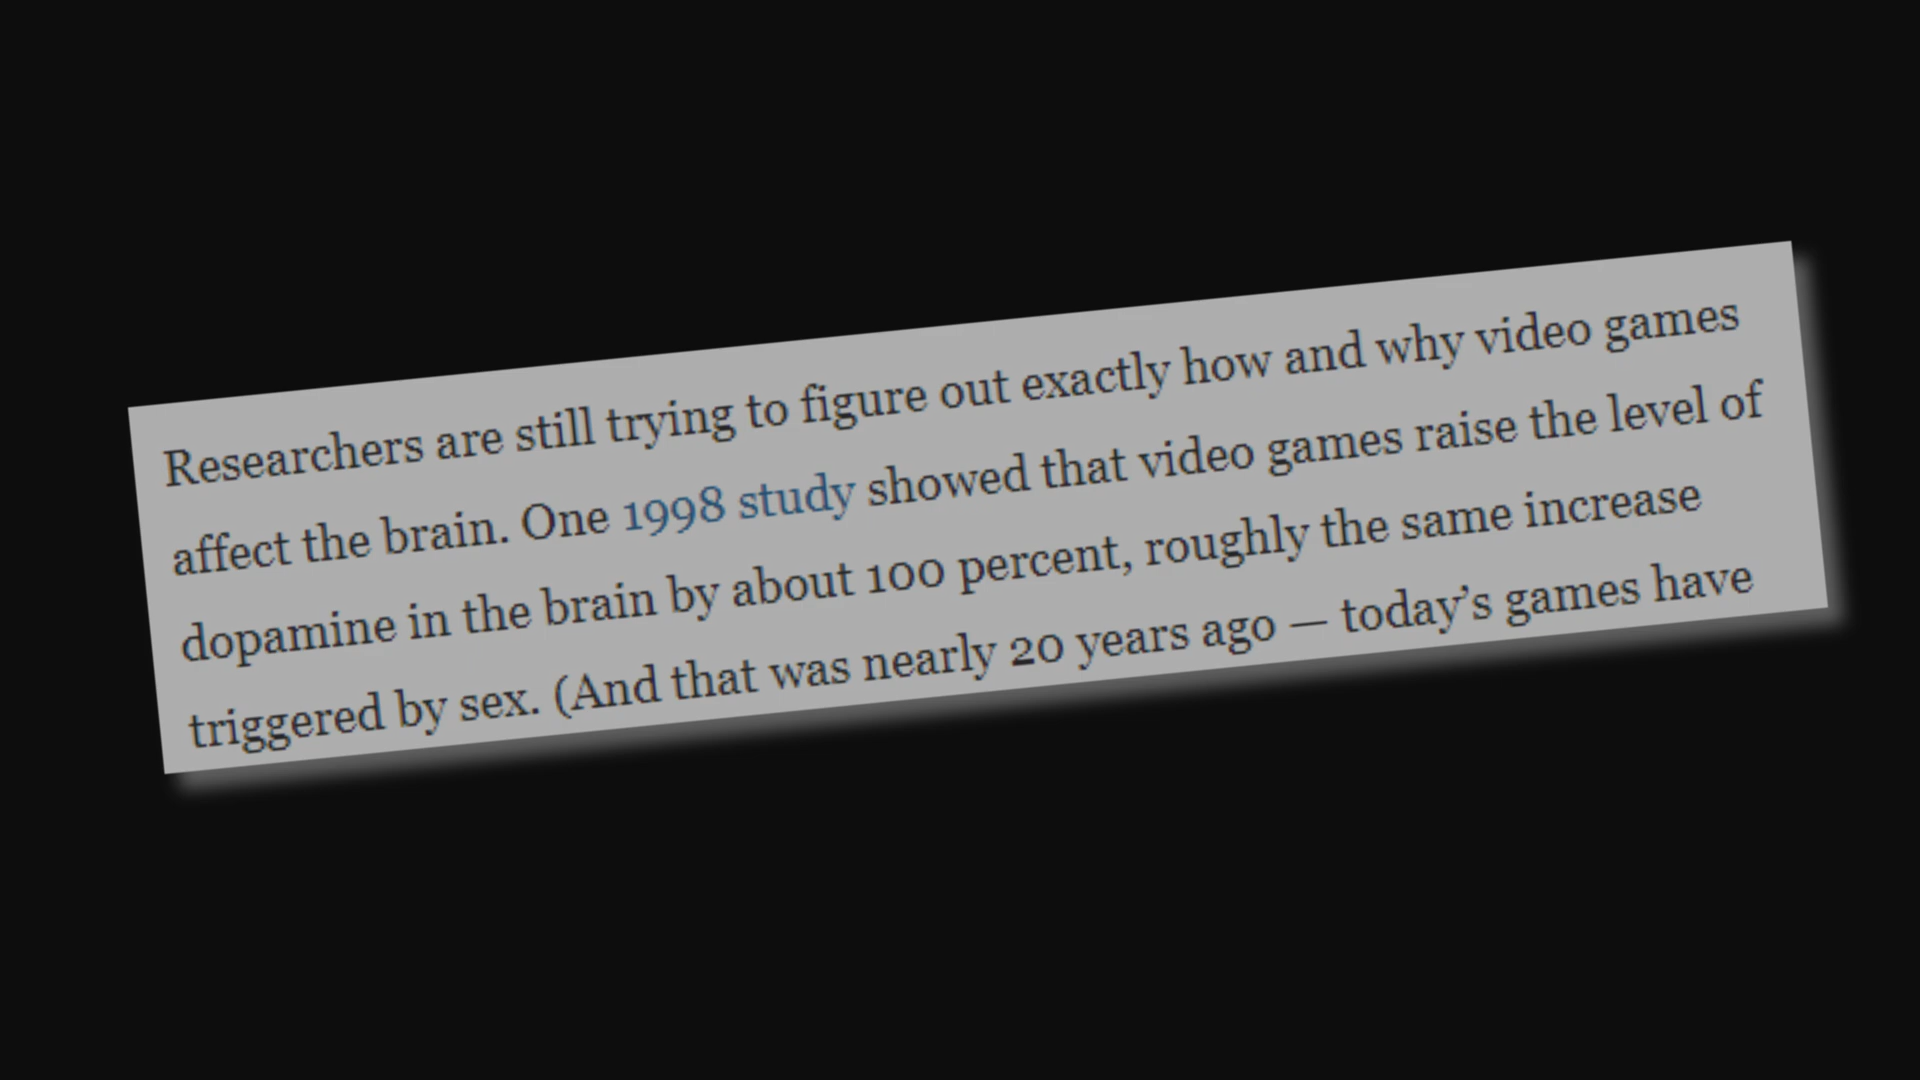 Researchers are still trying to figure out exactly how and why video games
affect the brain. One 1998 study showed that video games raise the level of
dopamine in the brain by about 100 percent, roughly the same increase
triggered by sex. (And that was nearly 20 years ago — today’s games have